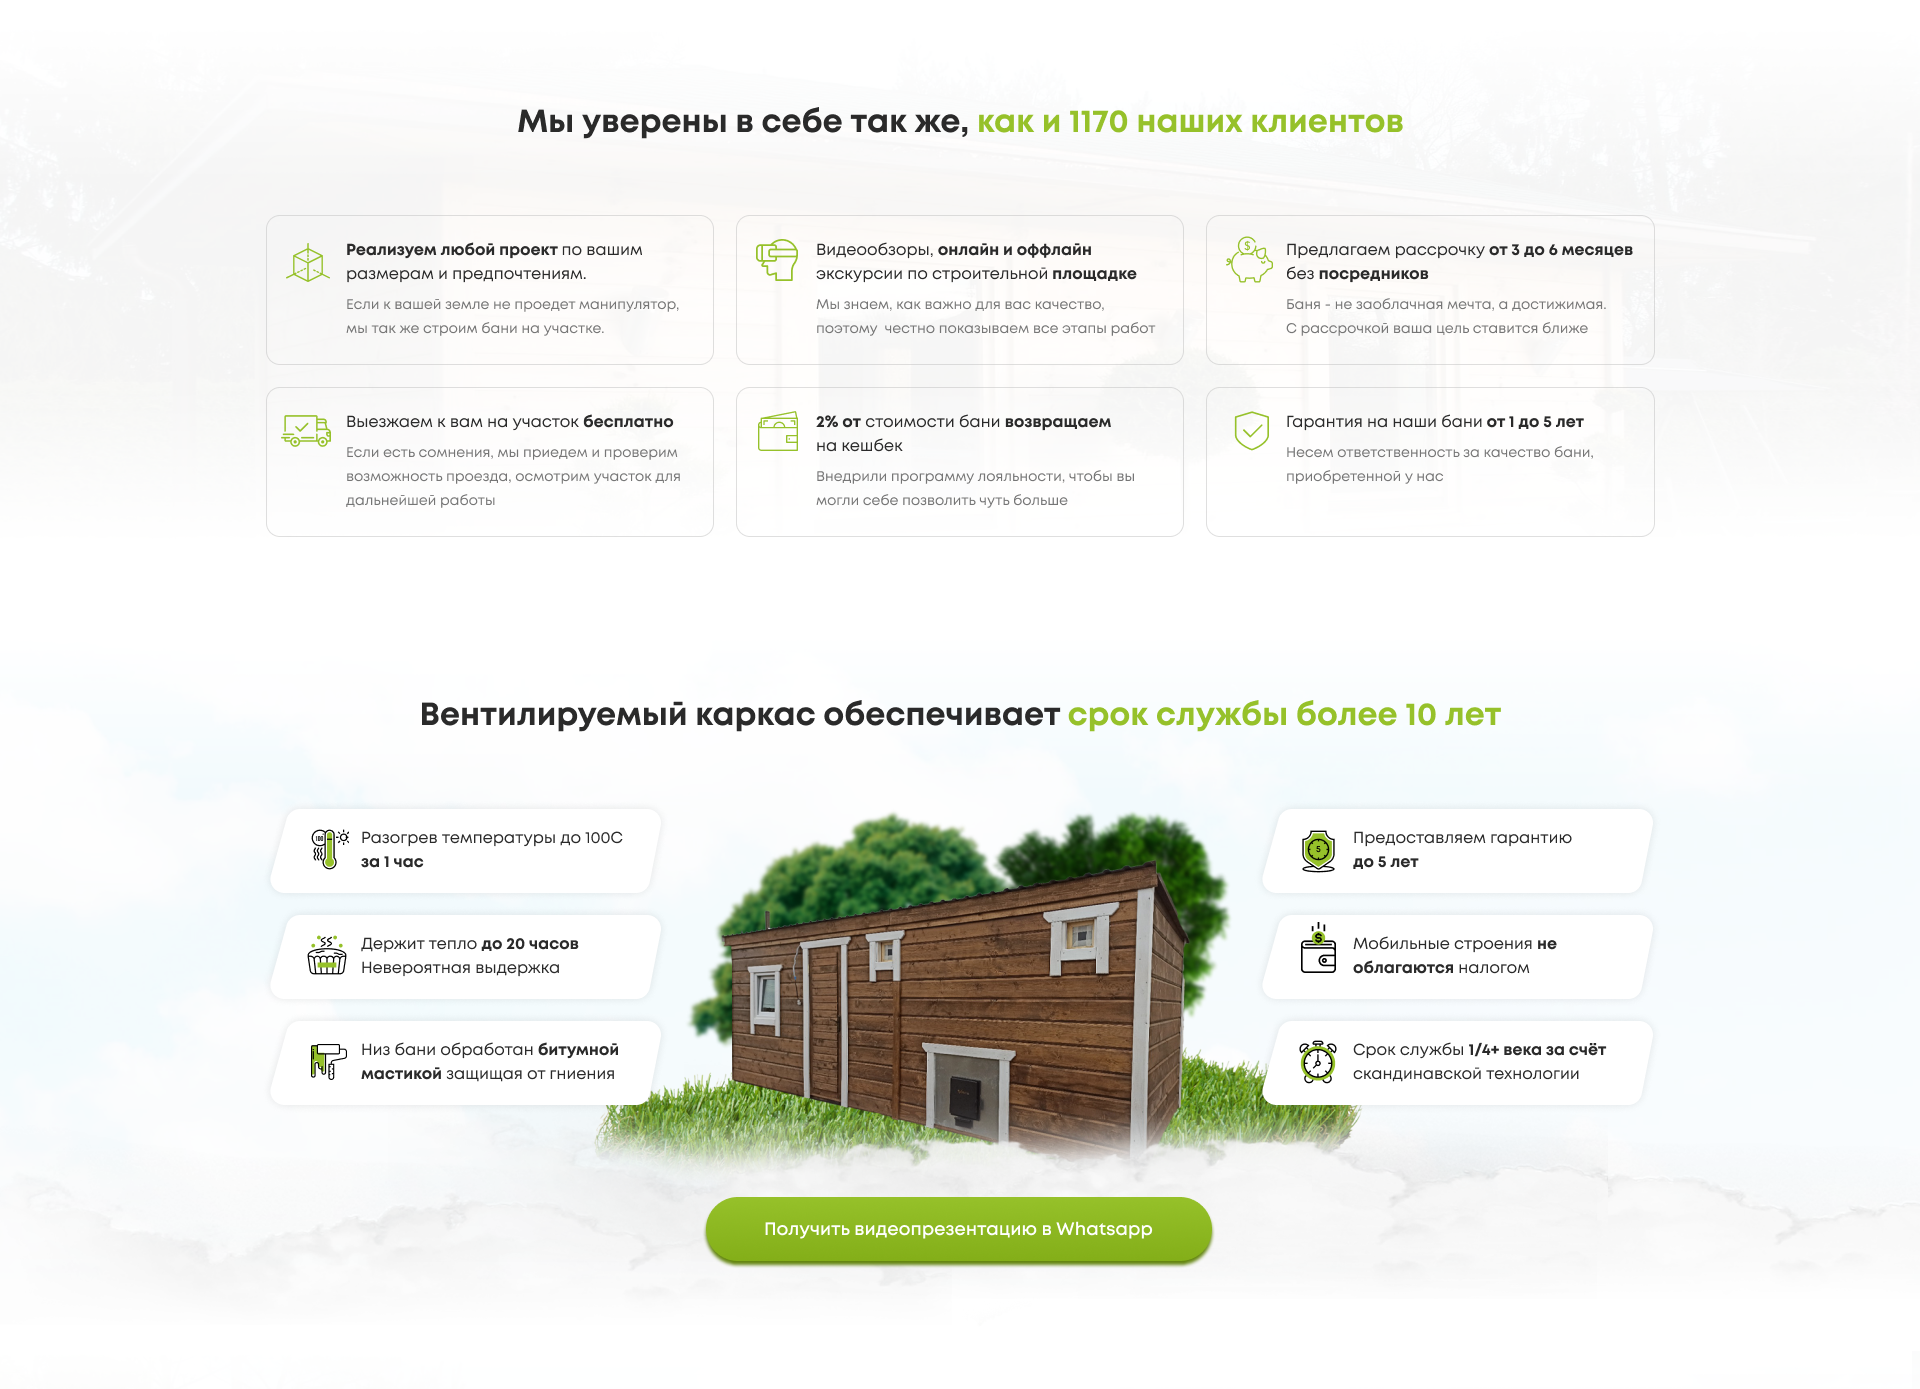 Мы уверены в себе так же, как и 1170 наших клиентов
Реализуем любой проект по вашим
размерам и предпочтениям.
Если к вашей земле не проедет манипулятор,
мы так же строим бани на участке.
Видеообзоры, онлайн и оффлайн
экскурсии по строительной площадке
Мы знаем, как важно для вас качество,
поэтому честно показываем все этапы работ
Предлагаем рассрочку от 3 до 6 месяцев
без посредников
Баня - не заоблачная мечта, а достижимая.
С рассрочкой ваша цель ставится ближе
Выезжаем к вам на участок бесплатно
Если есть сомнения, мы приедем и проверим
возможность проезда, осмотрим участок для
дальнейшей работы
2% от стоимости бани возвращаем
на кешбек
Внедрили программу лояльности, чтобы вы
могли себе позволить чуть больше
Гарантия на наши бани от 1 до 5 лет
Несем ответственность за качество бани,
приобретенной у нас
Вентилируемый каркас обеспечивает срок службы более 10 лет
Разогрев температуры до 100С
за 1 час
Держит тепло до 20 часов
Невероятная выдержка
Низ бани обработан битумной
мастикой защищая от гниения
Предоставляем гарантию
до 5 лет
Мобильные строения не
облагаются налогом
Срок службы 1/4+ века за счёт
скандинавской технологии
Получить видеопрезентацию в Whatsapp